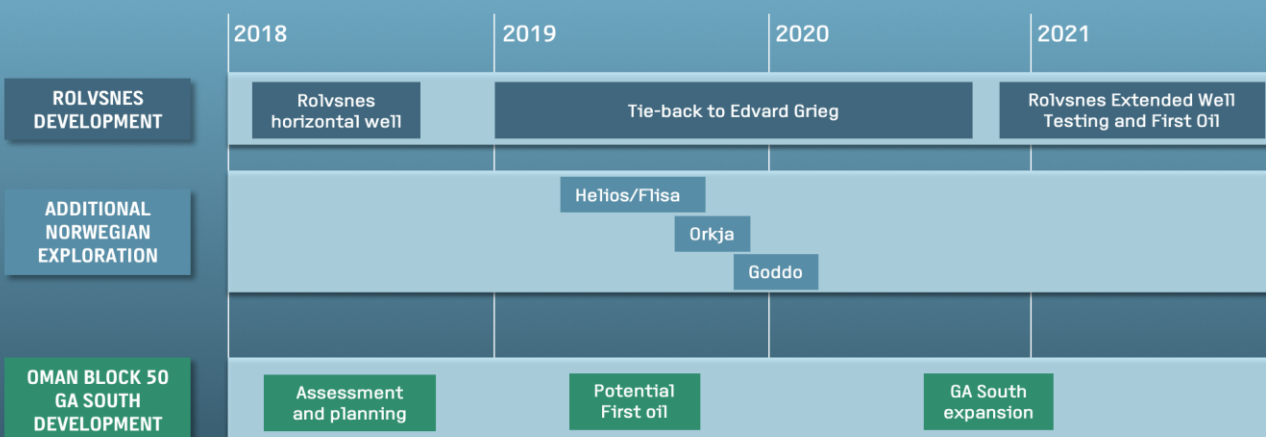 2018
2019
2020
2021
ROLVSNES
DEVELOPMENT
Rolvsnes
horizontal well
Tie-back to Edvard Grieg
Rolvsnes Extended Well
Testing and First Oil
ADDITIONAL
NORWEGIAN
EXPLORATION
Helios/Flisa
Orkja
Goddo
OMAN BLOCK 50
GA SOUTH
DEVELOPMENT
Assessment
and planning
Potential
First oil
GA South
expansion